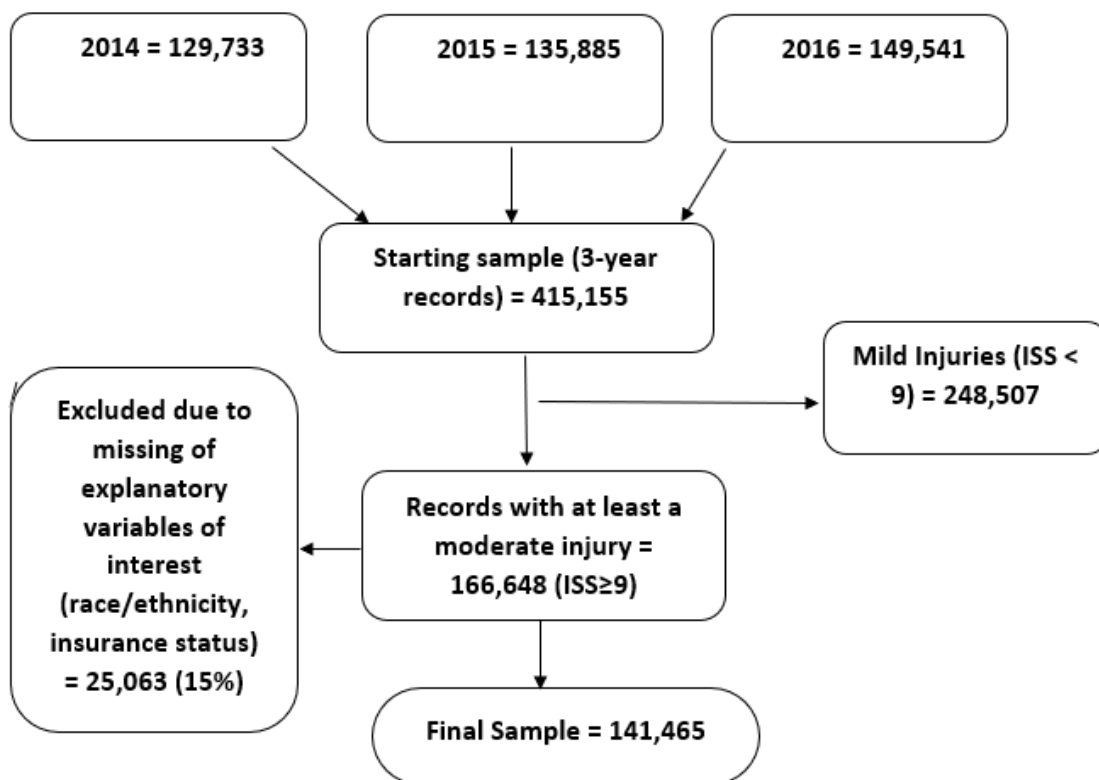 2014 = 129,733
2015 = 135,885
2016 = 149,541
Starting sample (3-year
records) = 415,155
Mild Injuries (ISS <
9) = 248,507
Excluded due to
missing of
explanatory
variables of
interest
(race/ethnicity,
insurance status)
= 25,063 (15%)
Records with at least a
moderate injury =
166,648 (ISS≥9)
Final Sample = 141,465